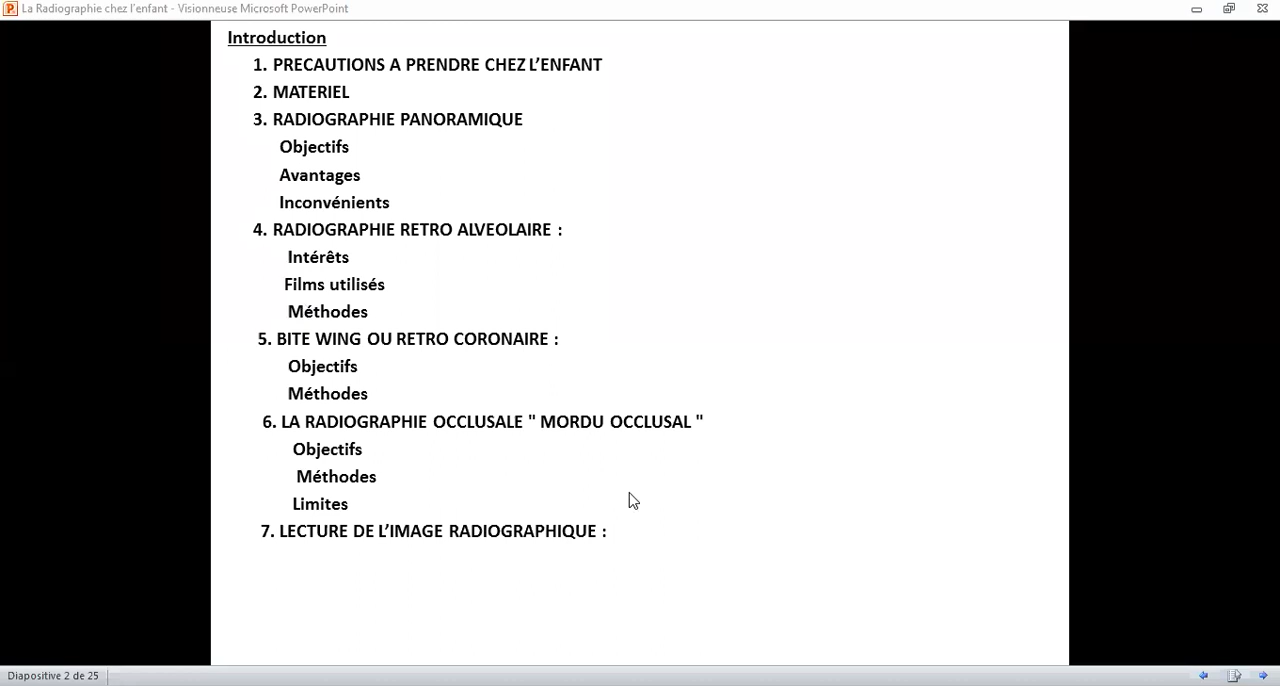 La Radiographie chez l'enfant - Visionneuse Microsoft PowerPoint
Introduction
1. PRECAUTIONS A PRENDRE CHEZ L’ENFANT
2. MATERIEL
3. RADIOGRAPHIE PANORAMIQUE
Objectifs
Avantages
Inconvénients
4. RADIOGRAPHIE RETRO ALVEOLAIRE :
Intérêts
Films utilisés
Méthodes
5. BITE WING OU RETRO CORONAIRE :
Objectifs
Méthodes
6. LA RADIOGRAPHIE OCCLUSALE " MORDU OCCLUSAL "
Objectifs
Méthodes
Limites
7. LECTURE DE L’IMAGE RADIOGRAPHIQUE :
Diapositive 2 de 25